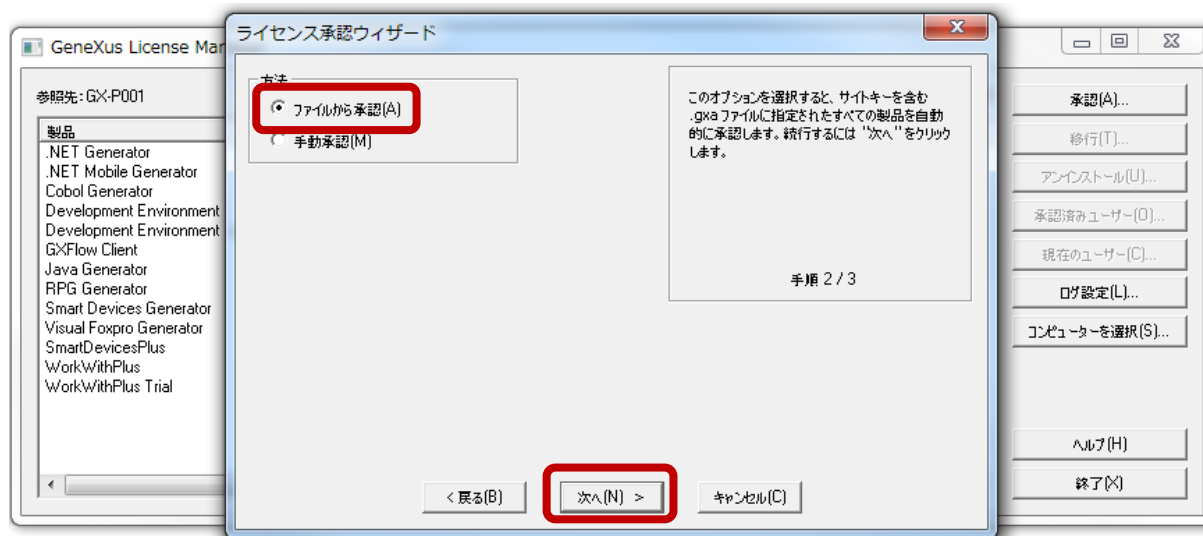 GeneXus License Mar
参照先:GX-P001
製品
.NET Generator
.NET Mobile Generator
Cobol Generator
Development Environment
Development Environment
GXFlow Client
Java Generator
RPG Generator
Smart Devices Generator
Visual Foxpro Generator
SmartDevicesPlus
WorkWithPlus
WorkWithPlus Trial
ライセンス承認ウィザード
方法
ファイルから承認(A)
手動承認(M)
このオプションを選択すると、サイトキーを含む
.gxa ファイルに指定されたすべての製品を自動
的に承認します。続行するには "次へ"をクリック
します。
手順 2 / 3
< 戻る(B)
次へ(N) >
キャンセル(C)
承認(A)...
移行(T)...
アンインストール(U)...
承認済みユーザー(O)...
現在のユーザー(C)...
ログ設定(L)...
コンピューターを選択(S)...
ヘルプ(H)
終了(X)